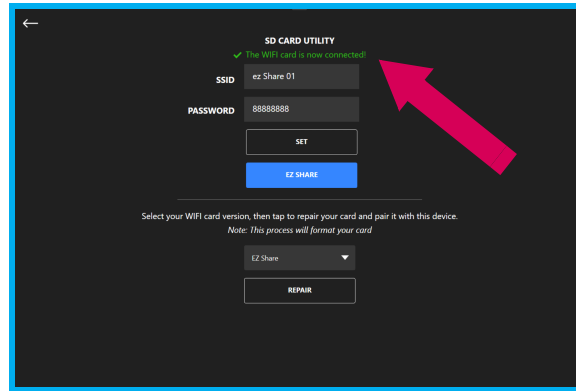 SD CARD UTILITY
The WIFI card is now connected!
SSID
ez Share 01
PASSWORD
88888888
SET
EZ SHARE
Select your WIFI card version, then tap to repair your card and pair it with this device.
Note: This process will format your card
EZ Share
REPAIR